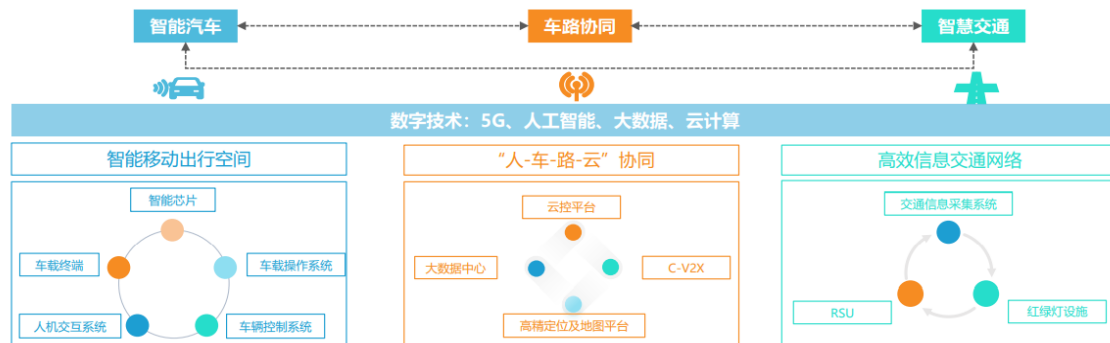 智能汽车
车路协同
智慧交通
数字技术：5G、人工智能、大数据、云计算
智能移动出行空间
“人-车-路-云”协同
高效信息交通网络
智能芯片
车载终端
车载操作系统
人机交互系统
车辆控制系统
云控平台
大数据中心
C-V2X
高精定位及地图平台
交通信息采集系统
RSU
红绿灯设施